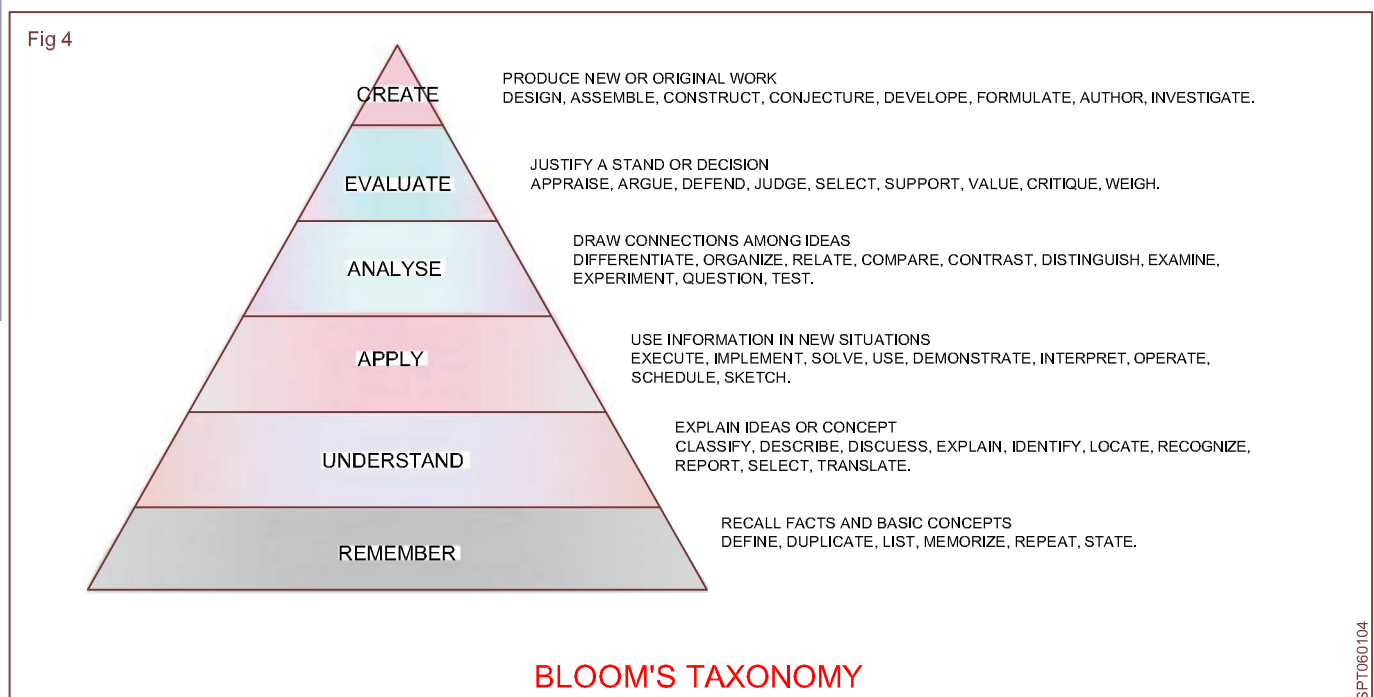 Fig 4
CREATE
PRODUCE NEW OR ORIGINAL WORK
DESIGN, ASSEMBLE, CONSTRUCT, CONJECTURE, DEVELOPE, FORMULATE, AUTHOR, INVESTIGATE.
EVALUATE
JUSTIFY A STAND OR DECISION
APPRAISE, ARGUE, DEFEND, JUDGE, SELECT, SUPPORT, VALUE, CRITIQUE, WEIGH.
ANALYSE
DRAW CONNECTIONS AMONG IDEAS
DIFFERENTIATE, ORGANIZE, RELATE, COMPARE, CONTRAST, DISTINGUISH, EXAMINE,
EXPERIMENT, QUESTION, TEST.
APPLY
USE INFORMATION IN NEW SITUATIONS
EXECUTE, IMPLEMENT, SOLVE, USE, DEMONSTRATE, INTERPRET, OPERATE,
SCHEDULE, SKETCH.
UNDERSTAND
EXPLAIN IDEAS OR CONCEPT
CLASSIFY, DESCRIBE, DISCUESS, EXPLAIN, IDENTIFY, LOCATE, RECOGNIZE,
REPORT, SELECT, TRANSLATE.
REMEMBER
RECALL FACTS AND BASIC CONCEPTS
DEFINE, DUPLICATE, LIST, MEMORIZE, REPEAT, STATE.
BLOOM'S TAXONOMY
SPT060104